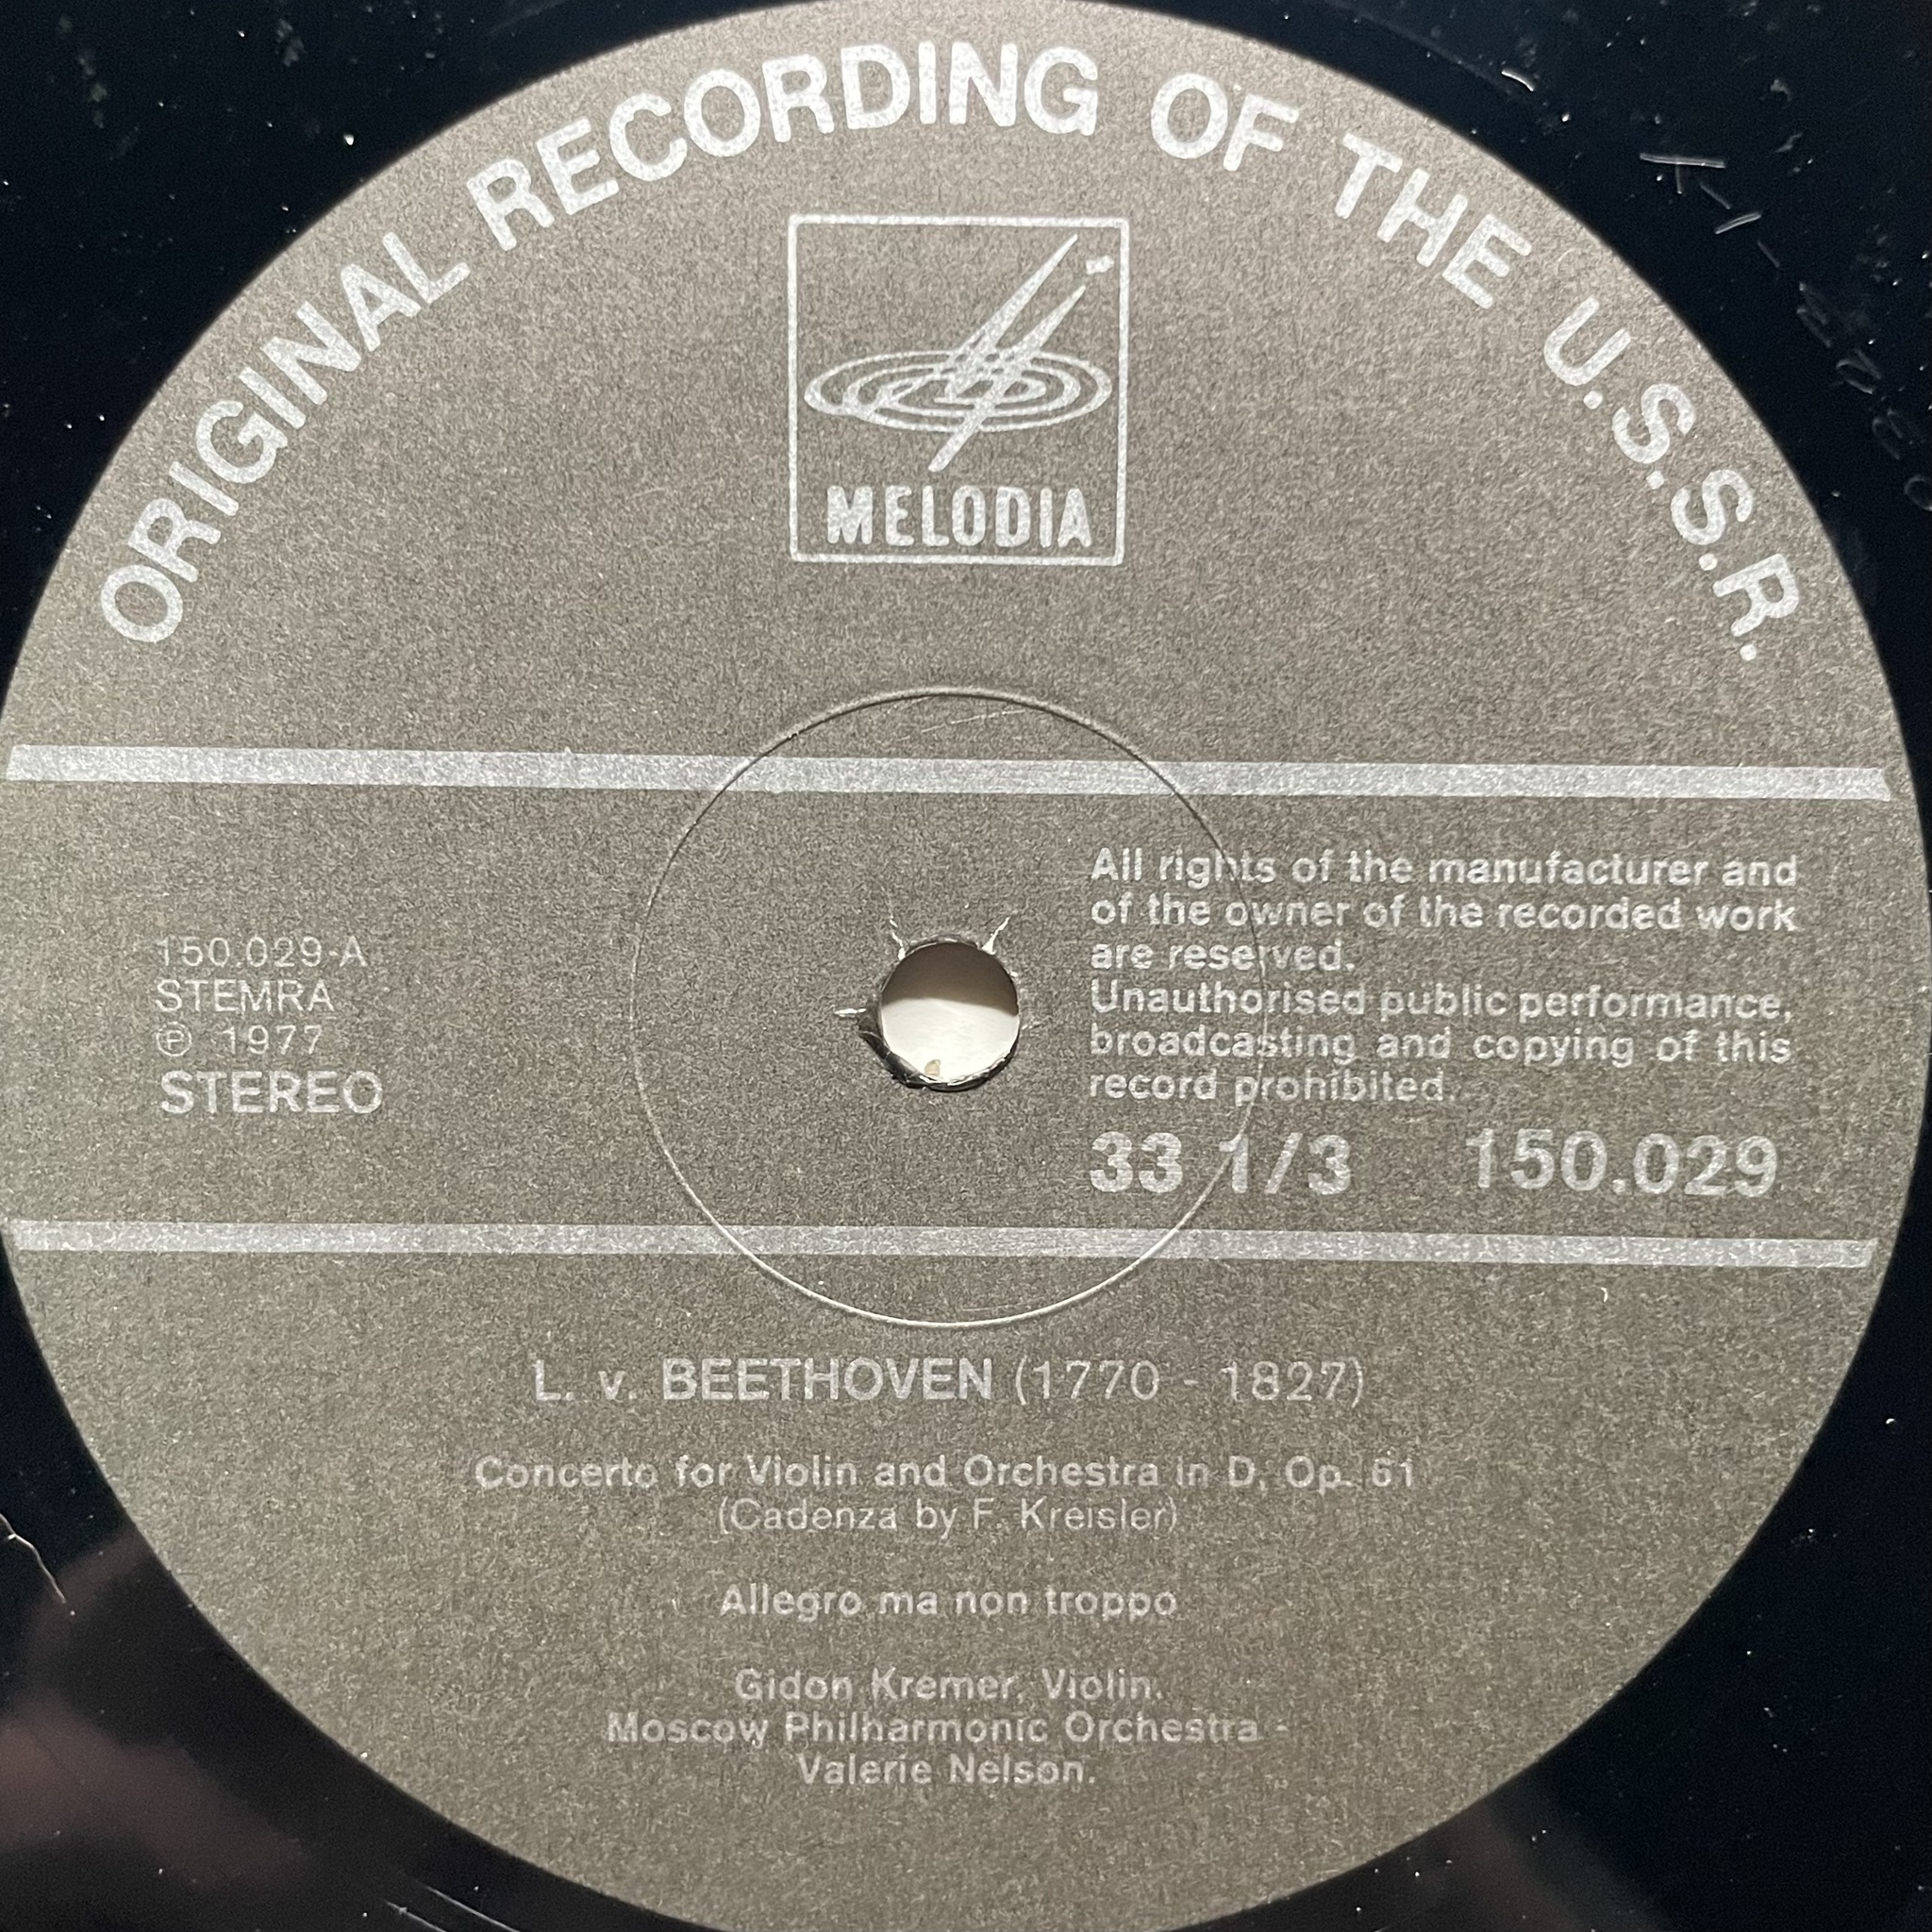 ORIGINAL RECORDING OF THE U.S.S.R.
MELODIA
150.029-A
STEMRA
℗ 1977
STEREO
All rights of the manufacturer and
of the owner of the recorded work
are reserved.
Unauthorised public performance,
broadcasting and copying of this
record prohibited.
33 1/3 150.029
L. v. BEETHOVEN (1770 - 1827)
Concerto for Violin and Orchestra in D, Op. 61
(Cadenza by F. Kreisler)
Allegro ma non troppo
Gidon Kremer, Violin.
Moscow Philharmonic Orchestra -
Valerie Nelson.